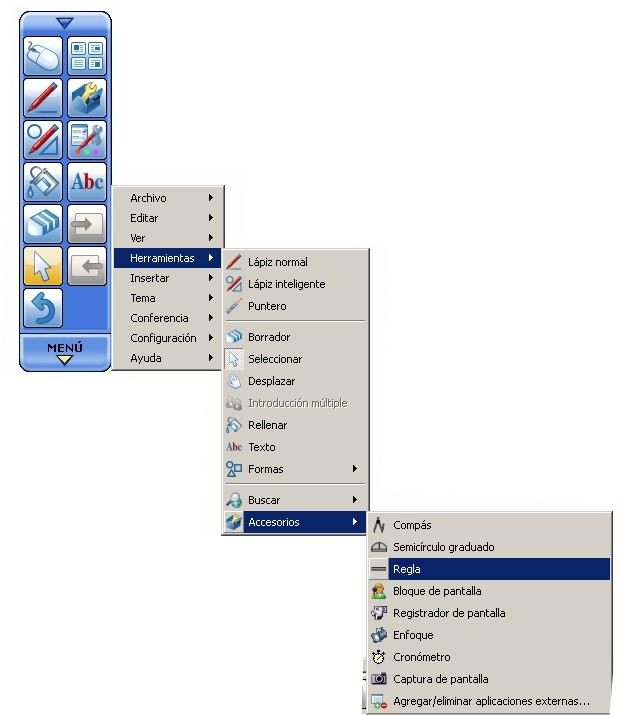 Abc
MENÚ
Archivo
Editar
Ver
Herramientas
Insertar
Tema
Conferencia
Configuración
Ayuda
Lápiz normal
Lápiz inteligente
Puntero
Borrador
Seleccionar
Desplazar
Introducción múltiple
Rellenar
Abc Texto
Formas
Buscar
Accesorios
Compás
Semicírculo graduado
Regla
Bloque de pantalla
Registrador de pantalla
Enfoque
Cronómetro
Captura de pantalla
Agregar/eliminar aplicaciones externas...